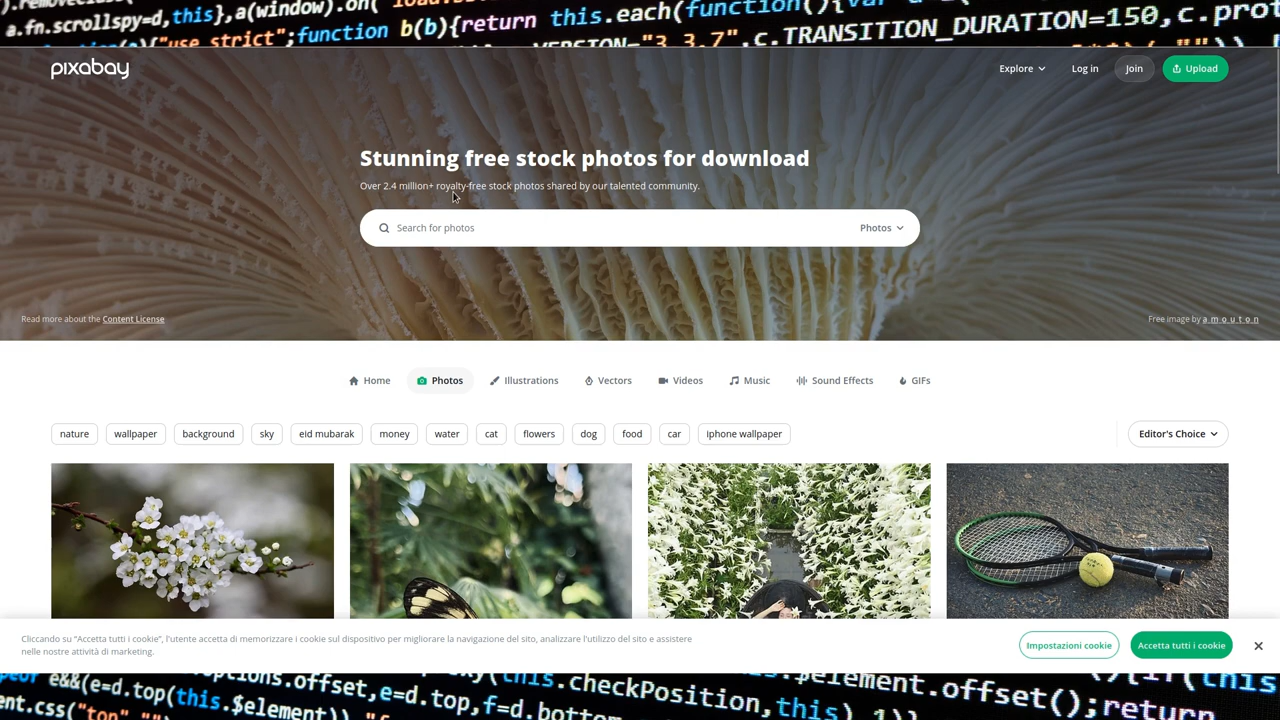 a.fn.scrollspy=d,this},a(window).on(
"use strict";function b(b){return this.each(function(){var
VERSION="3.3.7",c.TRANSITION_DURATION=150,c.prot
pixabay
Explore
Log in
Join
Upload
Stunning free stock photos for download
Over 2.4 million+ royalty-free stock photos shared by our talented community.
Search for photos
Photos
Read more about the Content License
Free image by a m o u t o n
Home
Photos
Illustrations
Vectors
Videos
Music
Sound Effects
GIFs
nature
wallpaper
background
sky
eid mubarak
money
water
cat
flowers
dog
food
car
iphone wallpaper
Editor's Choice
Cliccando su "Accetta tutti i cookie", l'utente accetta di memorizzare i cookie sul dispositivo per migliorare la navigazione del sito, analizzare l'utilizzo del sito e assistere
nelle nostre attività di marketing.
Impostazioni cookie
Accetta tutti i cookie
e&&(e=d.top(this.$element.offset();return
options.offset,e=d.top,f=d.bottom
this.checkPosition,this)
ent.css("top"
this.$element))